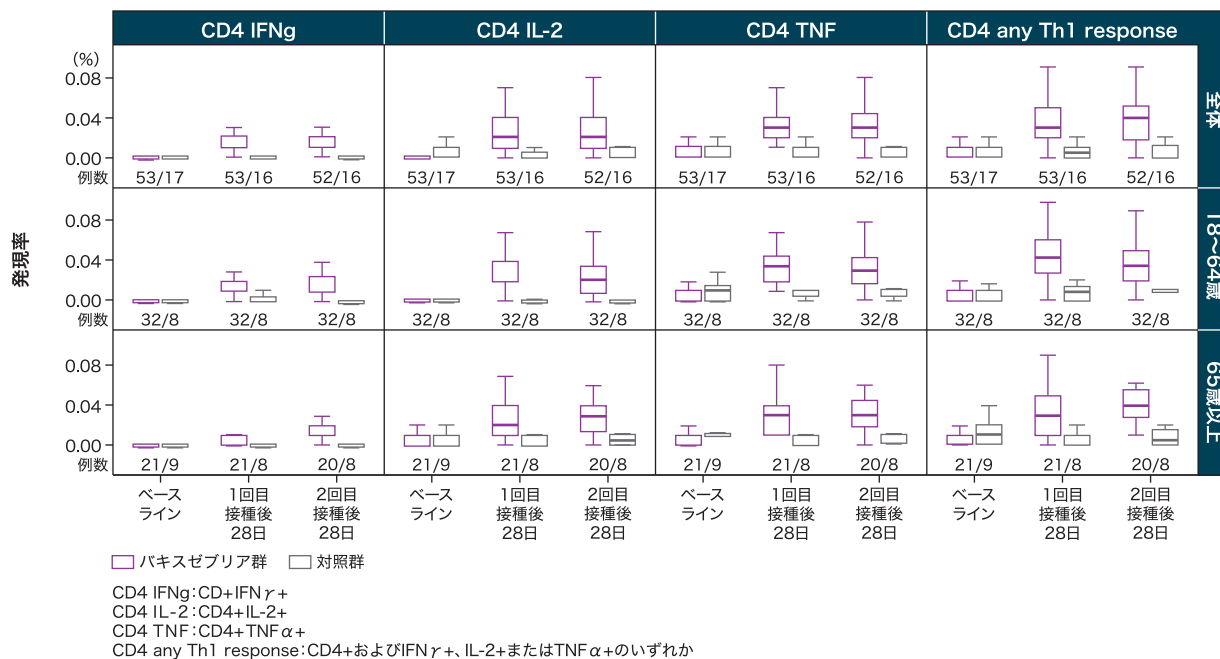 CD4 IFNg CD4 IL-2 CD4 TNF CD4 any Th1 response
(%)
発現率
全体
0.08
0.04
0.00
例数 53/17 53/16 52/16 53/17 53/16 52/16 53/17 53/16 52/16 53/17 53/16 52/16
18〜64歳
0.08
0.04
0.00
例数 32/8 32/8 32/8 32/8 32/8 32/8 32/8 32/8 32/8 32/8 32/8 32/8
65歳以上
0.08
0.04
0.00
例数 21/9 21/8 20/8 21/9 21/8 20/8 21/9 21/8 20/8 21/9 21/8 20/8
ベース 1回目 2回目 ベース 1回目 2回目 ベース 1回目 2回目 ベース 1回目 2回目
ライン 接種後 接種後 ライン 接種後 接種後 ライン 接種後 接種後 ライン 接種後 接種後
28日 28日 28日 28日 28日 28日 28日 28日
バキスゼブリア群 対照群
CD4 IFNg:CD+IFNγ+
CD4 IL-2:CD4+IL-2+
CD4 TNF:CD4+TNFα+
CD4 any Th1 response:CD4+およびIFNγ+、IL-2+またはTNFα+のいずれか